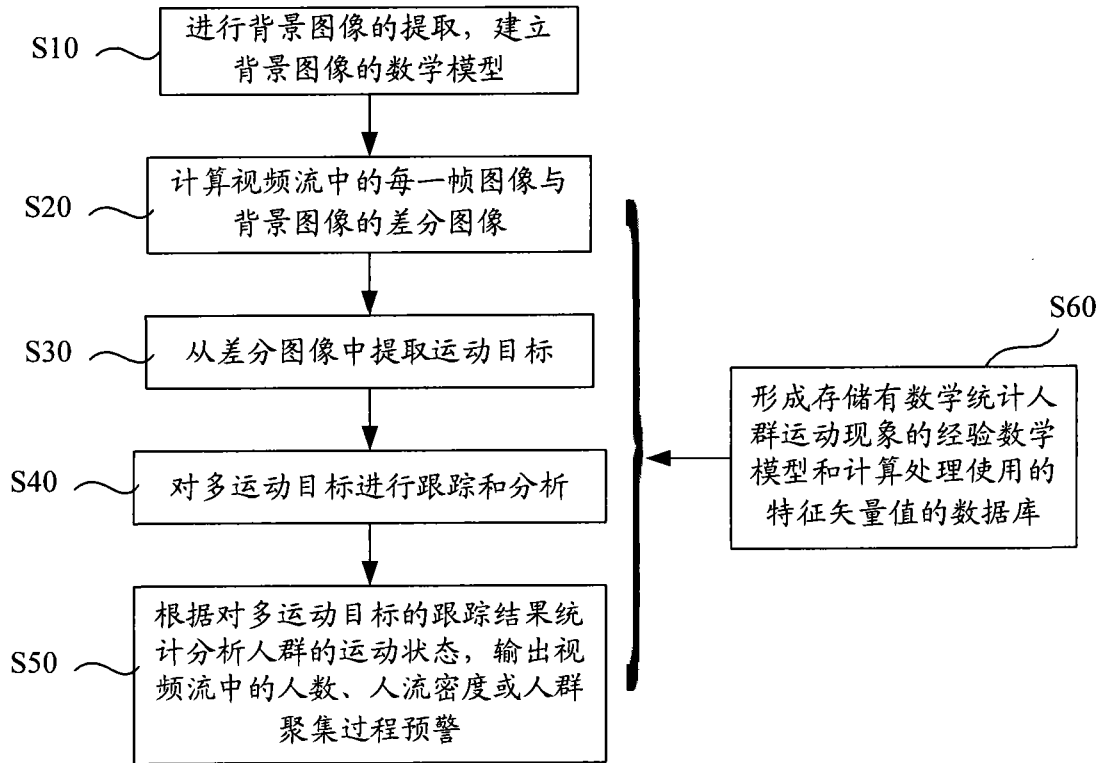 S10
进行背景图像的提取，建立
背景图像的数学模型
S20
计算视频流中的每一帧图像与
背景图像的差分图像
S30
从差分图像中提取运动目标
S40
对多运动目标进行跟踪和分析
S50
根据对多运动目标的跟踪结果统
计分析人群的运动状态，输出视
频流中的人数、人流密度或人群
聚集过程预警
S60
形成存储有数学统计人
群运动现象的经验数学
模型和计算处理使用的
特征矢量值的数据库